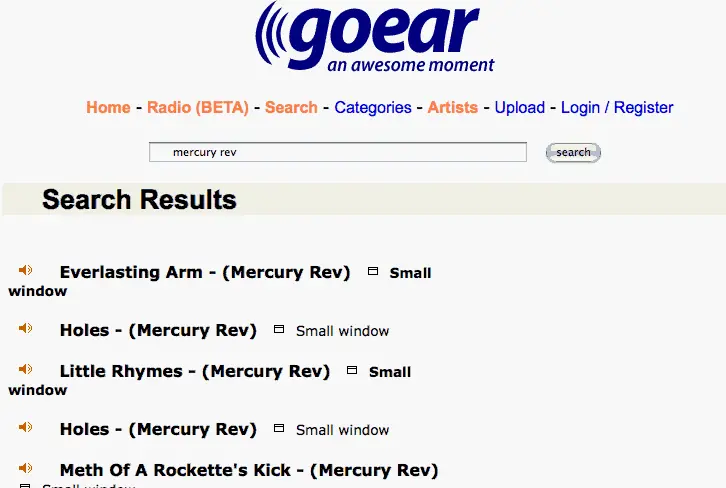 goear
an awesome moment
Home - Radio (BETA) - Search - Categories - Artists - Upload - Login / Register
mercury rev search
Search Results
Everlasting Arm - (Mercury Rev) Small
window
Holes - (Mercury Rev) Small window
Little Rhymes - (Mercury Rev) Small
window
Holes - (Mercury Rev) Small window
Meth Of A Rockette's Kick - (Mercury Rev)
Small window